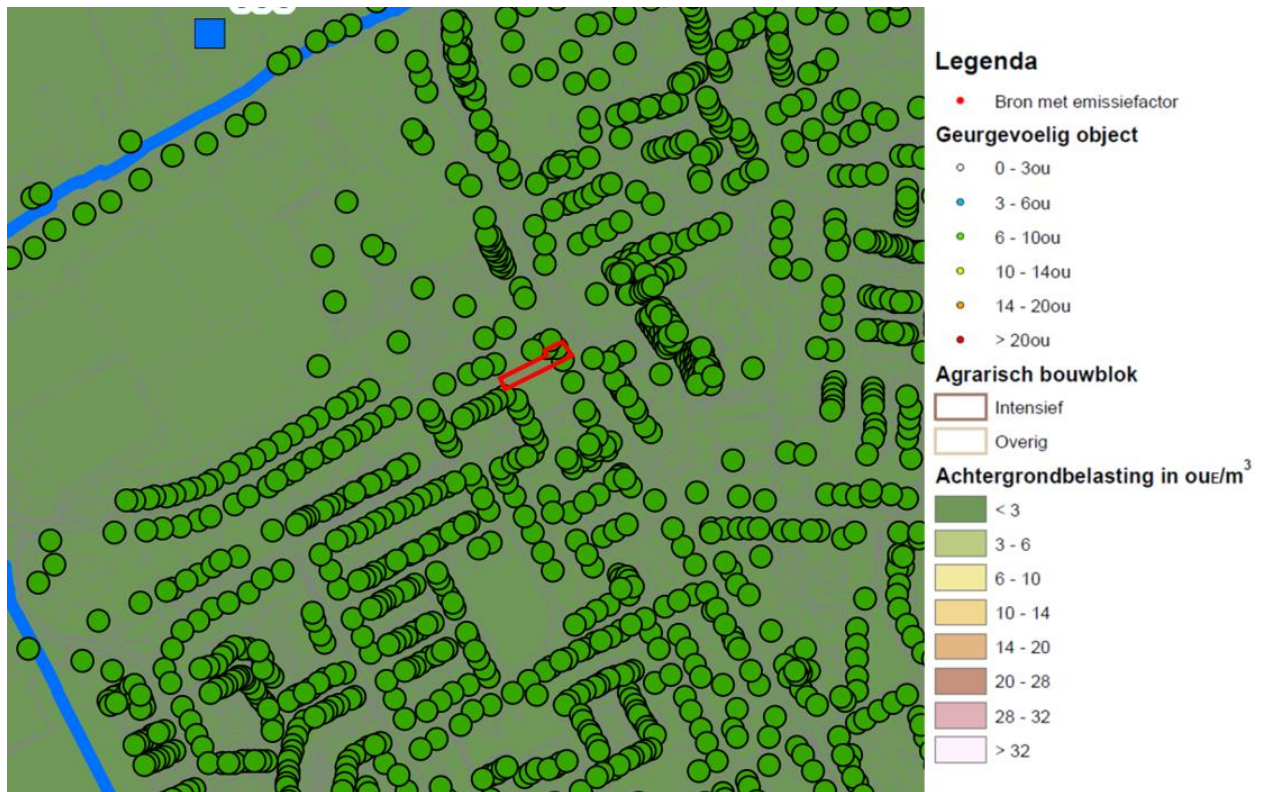 Legenda
Bron met emissiefactor
Geurgevoelig object
0 - 3ou
3 - 6ou
6 - 10ou
10 - 14ou
14 - 20ou
> 20ou
Agrarisch bouwblok
Intensief
Overig
Achtergrondbelasting in ouE/m³
< 3
3 - 6
6 - 10
10 - 14
14 - 20
20 - 28
28 - 32
> 32